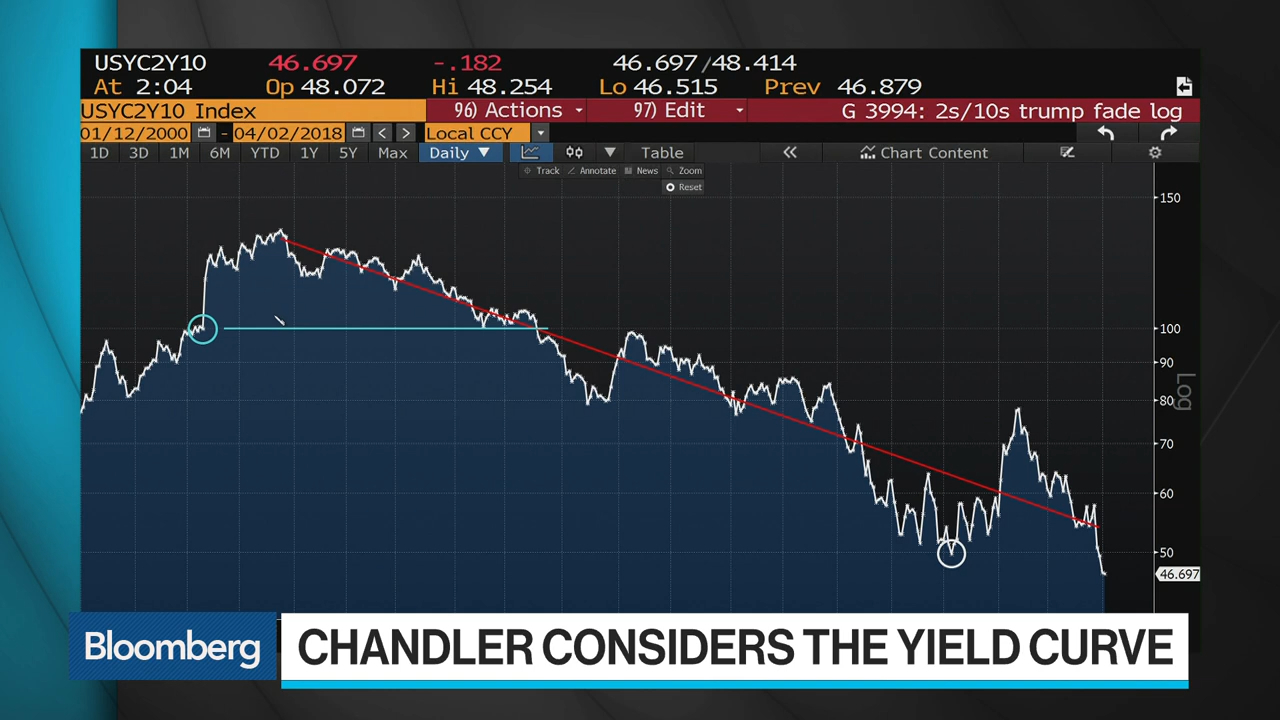 USYC2Y10 46.697 -.182 46.697/48.414
At 2:04 Op 48.072 Hi 48.254 Lo 46.515 Prev 46.879
USYC2Y10 Index 96) Actions 97) Edit G 3994: 2s/10s trump fade log
01/12/2000 - 04/02/2018 < > Local CCY
1D 3D 1M 6M YTD 1Y 5Y Max Daily Table Chart Content
Track Annotate News Zoom
Reset
150
100
90
Log
80
70
60
50
46.697
Bloomberg
CHANDLER CONSIDERS THE YIELD CURVE